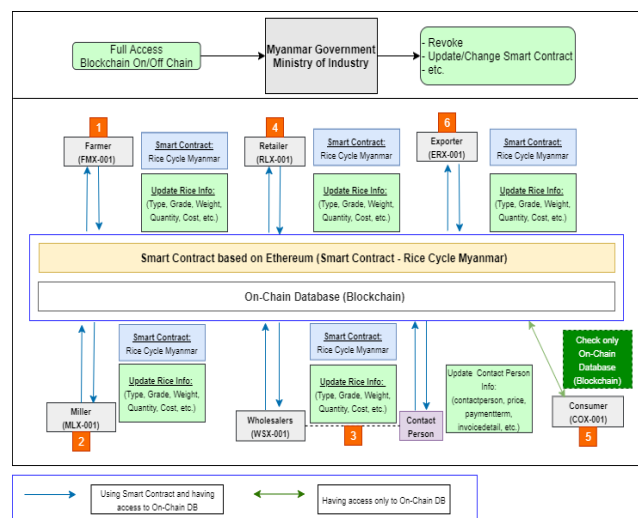 Full Access
Blockchain On/Off Chain
Myanmar Government
Ministry of Industry
- Revoke
- Update/Change Smart Contract
- etc.
1
Farmer
(FMX-001)
Smart Contract:
Rice Cycle Myanmar
Update Rice Info:
(Type, Grade, Weight,
Quantity, Cost, etc.)
4
Retailer
(RLX-001)
Smart Contract:
Rice Cycle Myanmar
Update Rice Info:
(Type, Grade, Weight,
Quantity, Cost, etc.)
6
Exporter
(ERX-001)
Smart Contract:
Rice Cycle Myanmar
Update Rice Info:
(Type, Grade, Weight,
Quantity, Cost, etc.)
Smart Contract based on Ethereum (Smart Contract - Rice Cycle Myanmar)
On-Chain Database (Blockchain)
Smart Contract:
Rice Cycle Myanmar
Update Rice Info:
(Type, Grade, Weight,
Quantity, Cost, etc.)
Miller
(MLX-001)
2
Smart Contract:
Rice Cycle Myanmar
Update Rice Info:
(Type, Grade, Weight,
Quantity, Cost, etc.)
Wholesalers
(WSX-001)
3
Contact
Person
Update Contact Person
Info:
(contactperson, price,
paymentterm,
invoicedetail, etc.)
Check only
On-Chain
Database
(Blockchain)
Consumer
(COX-001)
5
Using Smart Contract and having
access to On-Chain DB
Having access only to On-Chain DB